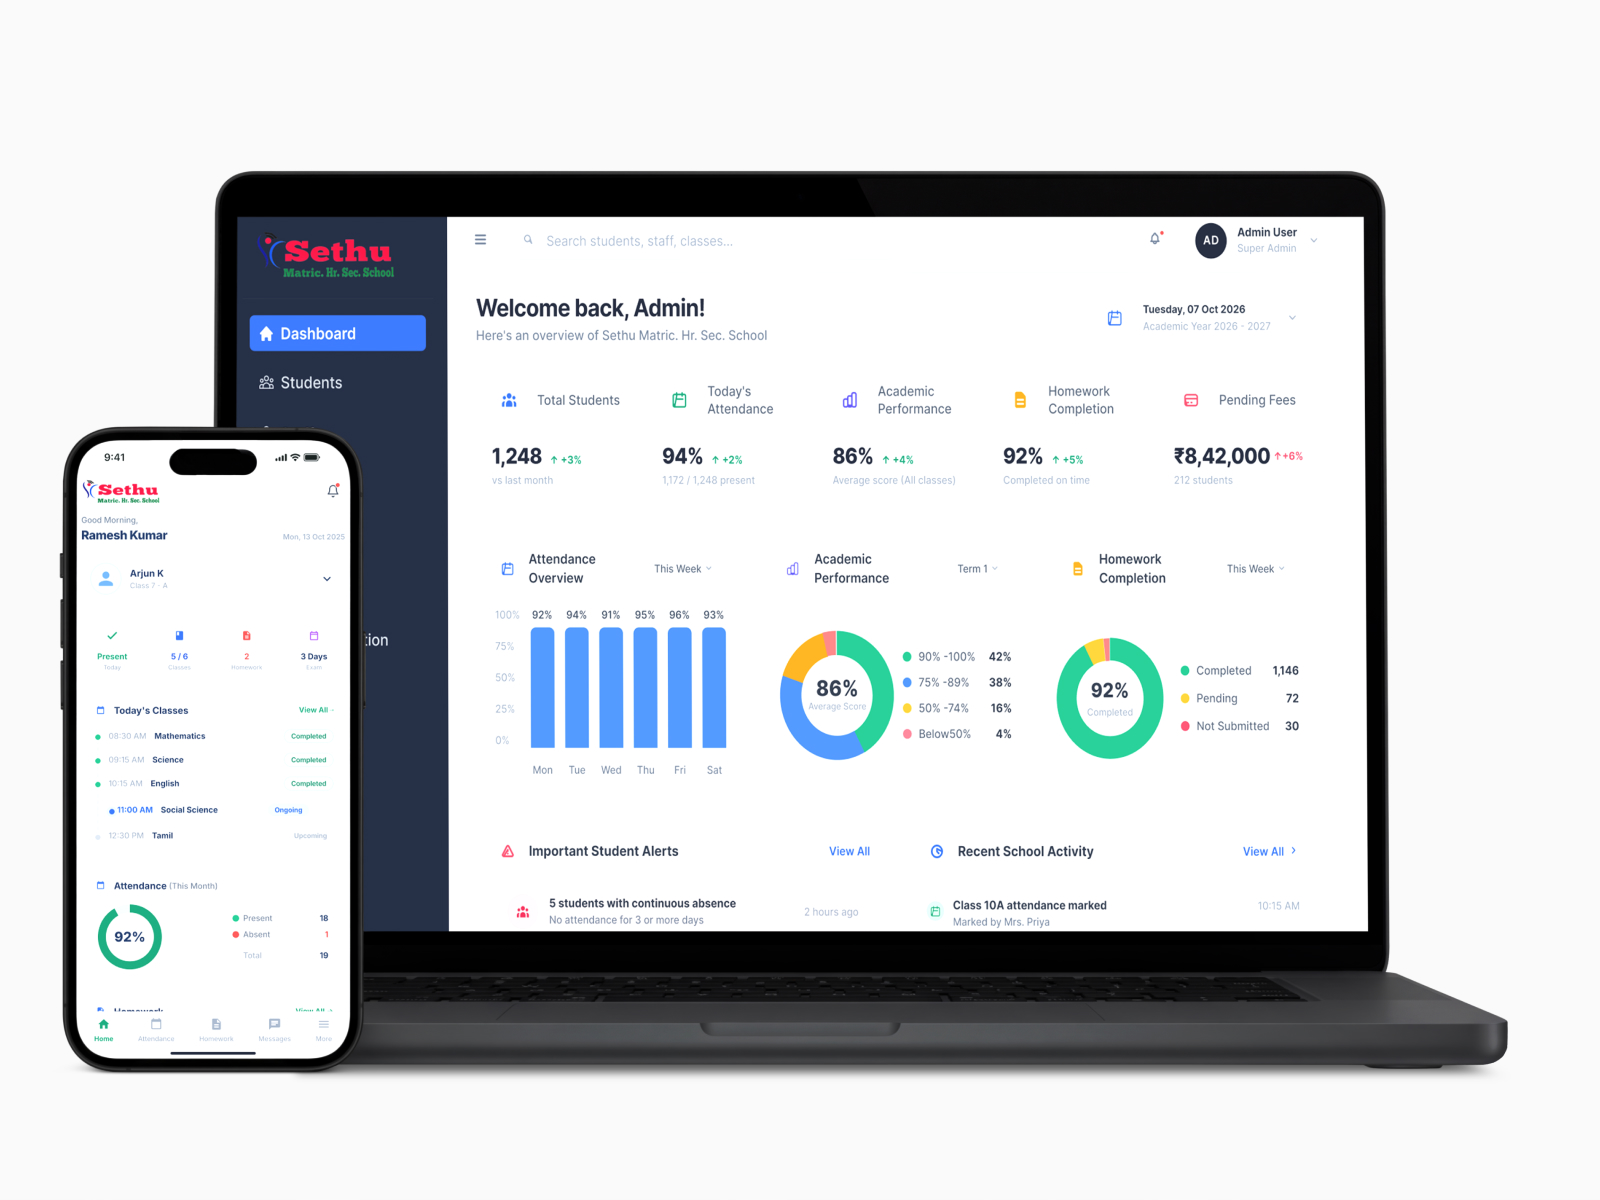 Sethu
Matric. Hr. Sec. School
Dashboard
Students
tion
Search students, staff, classes...
AD
Admin User
Super Admin
Welcome back, Admin!
Here's an overview of Sethu Matric. Hr. Sec. School
Tuesday, 07 Oct 2026
Academic Year 2026 - 2027
Total Students
1,248 ↑ +3%
vs last month
Today's
Attendance
94% ↑ +2%
1,172 / 1,248 present
Academic
Performance
86% ↑ +4%
Average score (All classes)
Homework
Completion
92% ↑ +5%
Completed on time
Pending Fees
₹8,42,000 ↑+6%
212 students
Attendance
Overview
This Week
100%
75%
50%
25%
0%
92% 94% 91% 95% 96% 93%
Mon Tue Wed Thu Fri Sat
Academic
Performance
Term 1
86%
Average Score
90% -100% 42%
75% -89% 38%
50% -74% 16%
Below50% 4%
Homework
Completion
This Week
92%
Completed
Completed 1,146
Pending 72
Not Submitted 30
Important Student Alerts
View All
5 students with continuous absence
No attendance for 3 or more days
2 hours ago
Recent School Activity
View All
Class 10A attendance marked
Marked by Mrs. Priya
10:15 AM
9:41
Sethu
Matric. Hr. Sec. School
Good Morning,
Ramesh Kumar
Mon, 13 Oct 2025
Arjun K
Class 7 - A
Present
Today
5 / 6
Classes
2
Homework
3 Days
Exam
Today's Classes
View All
08:30 AM Mathematics Completed
09:15 AM Science Completed
10:15 AM English Completed
11:00 AM Social Science Ongoing
12:30 PM Tamil Upcoming
Attendance (This Month)
92%
Present 18
Absent 1
Total 19
Homework View All
Home
Attendance
Homework
Messages
More